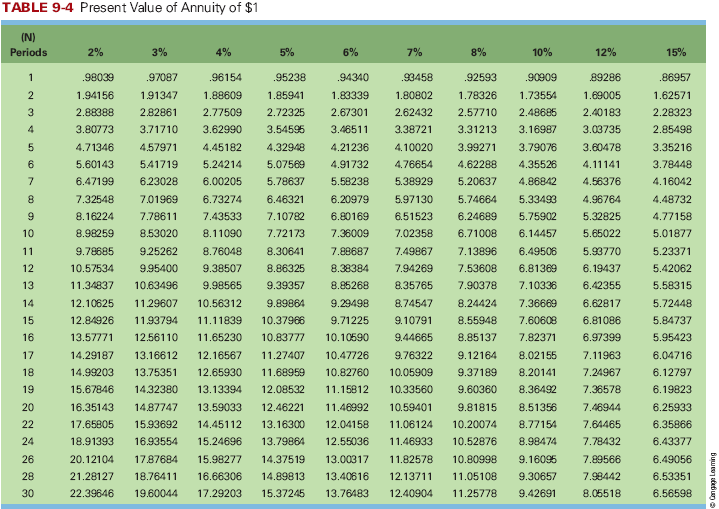 TABLE 9-4 Present Value of Annuity of $1
(N)
Periods 2% 3% 4% 5% 6% 7% 8% 10% 12% 15%
1 .98039 .97087 .96154 .95238 .94340 .93458 .92593 .90909 .89286 .86957
2 1.94156 1.91347 1.88609 1.85941 1.83339 1.80802 1.78326 1.73554 1.69005 1.62571
3 2.88388 2.82861 2.77509 2.72325 2.67301 2.62432 2.57710 2.48685 2.40183 2.28323
4 3.80773 3.71710 3.62990 3.54595 3.46511 3.38721 3.31213 3.16987 3.03735 2.85498
5 4.71346 4.57971 4.45182 4.32948 4.21236 4.10020 3.99271 3.79076 3.60478 3.35216
6 5.60143 5.41719 5.24214 5.07569 4.91732 4.76654 4.62288 4.35526 4.11141 3.78448
7 6.47199 6.23028 6.00205 5.78637 5.58238 5.38929 5.20637 4.86842 4.56376 4.16042
8 7.32548 7.01969 6.73274 6.46321 6.20979 5.97130 5.74664 5.33493 4.96764 4.48732
9 8.16224 7.78611 7.43533 7.10782 6.80169 6.51523 6.24689 5.75902 5.32825 4.77158
10 8.98259 8.53020 8.11090 7.72173 7.36009 7.02358 6.71008 6.14457 5.65022 5.01877
11 9.78685 9.25262 8.76048 8.30641 7.88687 7.49867 7.13896 6.49506 5.93770 5.23371
12 10.57534 9.95400 9.38507 8.86325 8.38384 7.94269 7.53608 6.81369 6.19437 5.42062
13 11.34837 10.63496 9.98565 9.39357 8.85268 8.35765 7.90378 7.10336 6.42355 5.58315
14 12.10625 11.29607 10.56312 9.89864 9.29498 8.74547 8.24424 7.36669 6.62817 5.72448
15 12.84926 11.93794 11.11839 10.37966 9.71225 9.10791 8.55948 7.60608 6.81086 5.84737
16 13.57771 12.56110 11.65230 10.83777 10.10590 9.44665 8.85137 7.82371 6.97399 5.95423
17 14.29187 13.16612 12.16567 11.27407 10.47726 9.76322 9.12164 8.02155 7.11963 6.04716
18 14.99203 13.75351 12.65930 11.68959 10.82760 10.05909 9.37189 8.20141 7.24967 6.12797
19 15.67846 14.32380 13.13394 12.08532 11.15812 10.33560 9.60360 8.36492 7.36578 6.19823
20 16.35143 14.87747 13.59033 12.46221 11.46992 10.59401 9.81815 8.51356 7.46944 6.25933
22 17.65805 15.93692 14.45112 13.16300 12.04158 11.06124 10.20074 8.77154 7.64465 6.35866
24 18.91393 16.93554 15.24696 13.79864 12.55036 11.46933 10.52876 8.98474 7.78432 6.43377
26 20.12104 17.87684 15.98277 14.37519 13.00317 11.82578 10.80998 9.16095 7.89566 6.49056
28 21.28127 18.76411 16.66306 14.89813 13.40616 12.13711 11.05108 9.30657 7.98442 6.53351
30 22.39646 19.60044 17.29203 15.37245 13.76483 12.40904 11.25778 9.42691 8.05518 6.56598
© Cengage Learning